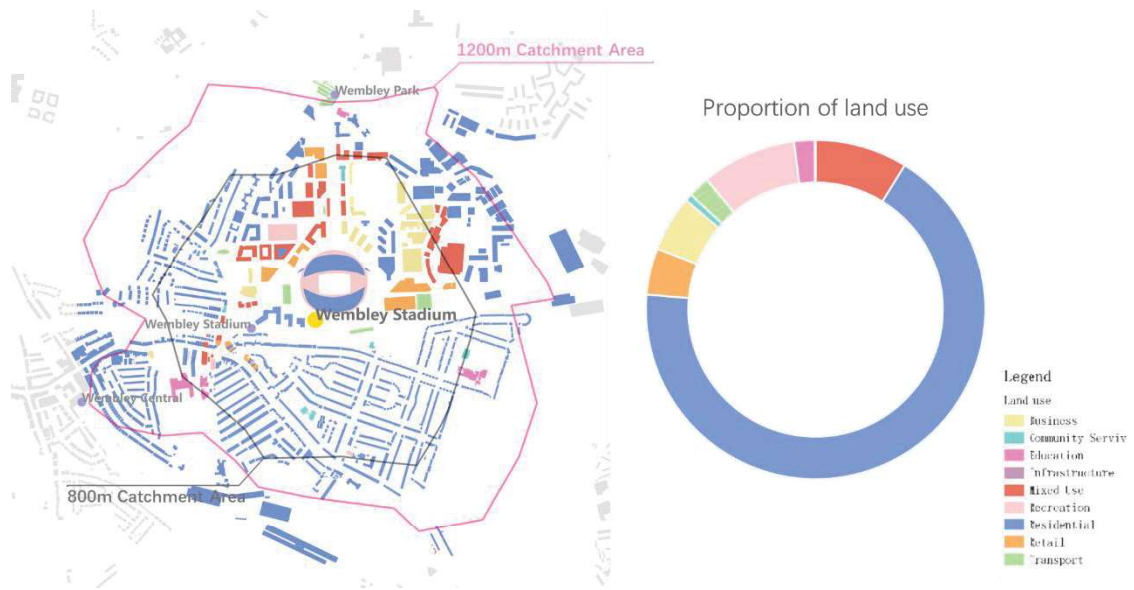 1200m Catchment Area
Wembley Park
Proportion of land use
Wembley Stadium
Wembley Stadium
Wembley Central
800m Catchment Area
Legend
Land use
Business
Community Serviv
Education
Infrastructure
Mixed Use
Recreation
Residential
Retail
Transport